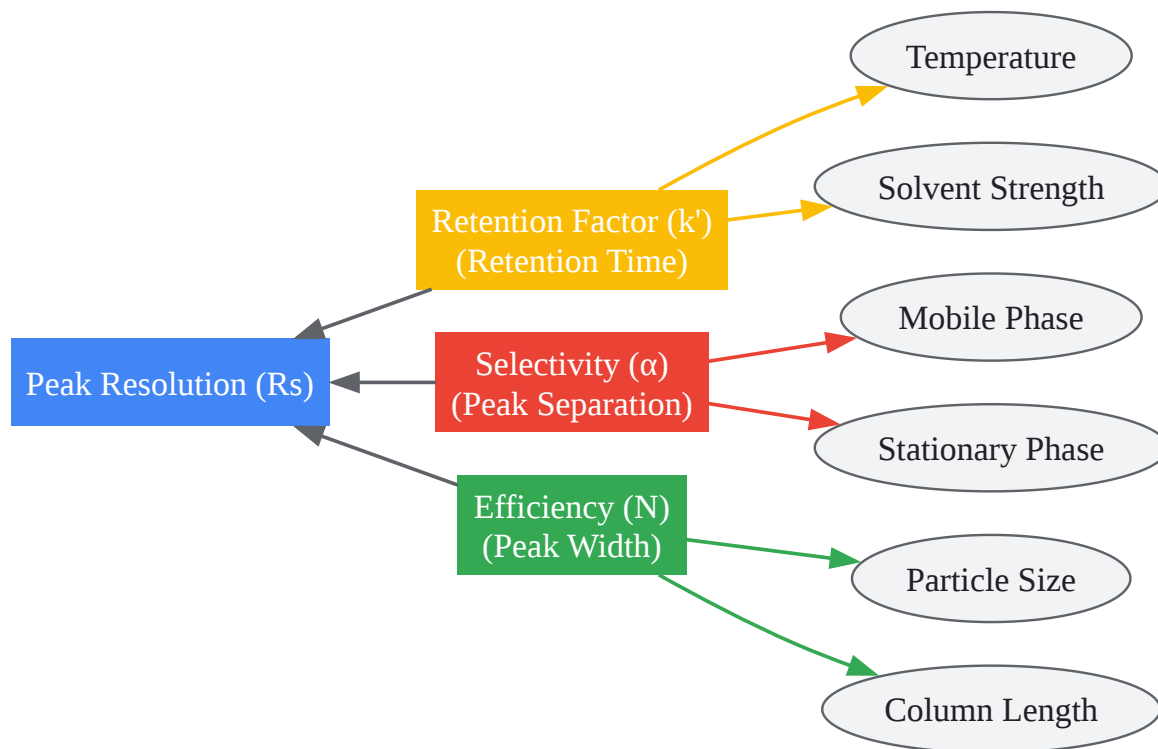 Temperature
Solvent Strength
Retention Factor (k')
(Retention Time)
Mobile Phase
Selectivity (α)
(Peak Separation)
Peak Resolution (Rs)
Stationary Phase
Efficiency (N)
(Peak Width)
Particle Size
Column Length